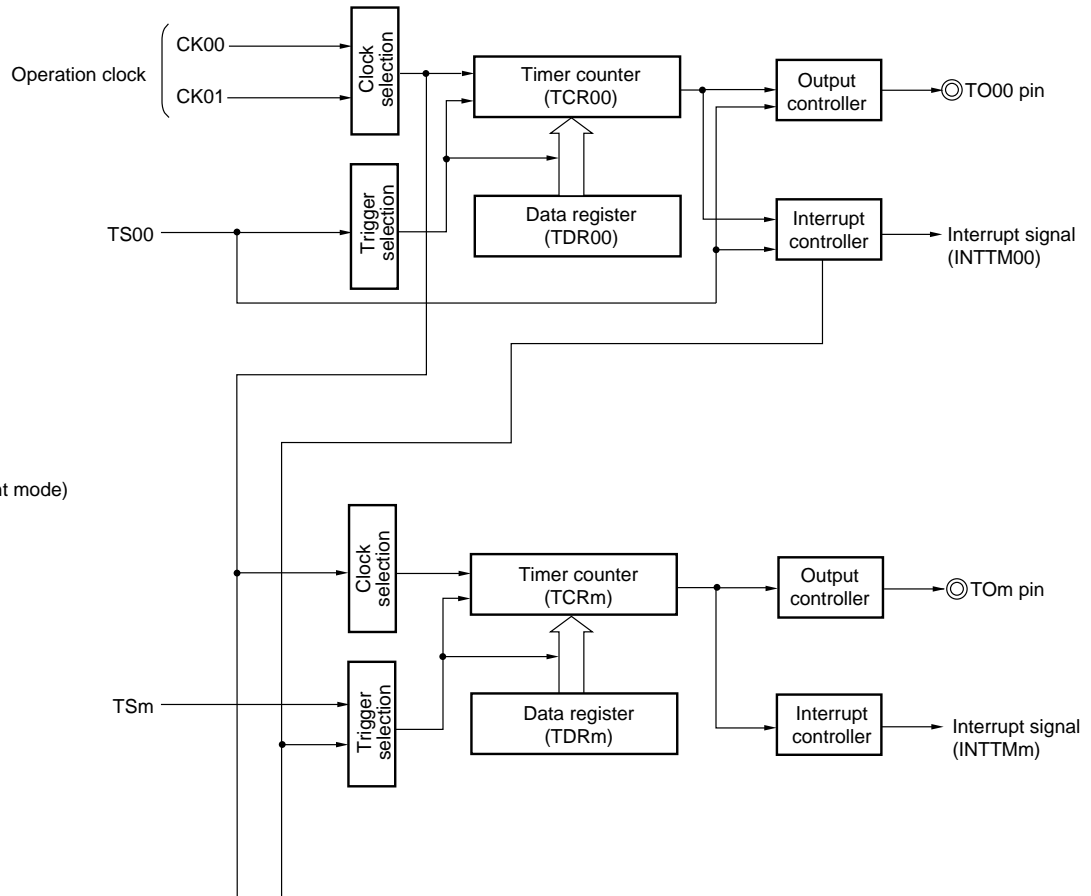 Operation clock
CK00
CK01
Clock
selection
Timer counter
(TCR00)
Output
controller
TO00 pin
TS00
Trigger
selection
Data register
(TDR00)
Interrupt
controller
Interrupt signal
(INTTM00)
nt mode)
Clock
selection
Timer counter
(TCRm)
Output
controller
TOm pin
TSm
Trigger
selection
Data register
(TDRm)
Interrupt
controller
Interrupt signal
(INTTMm)